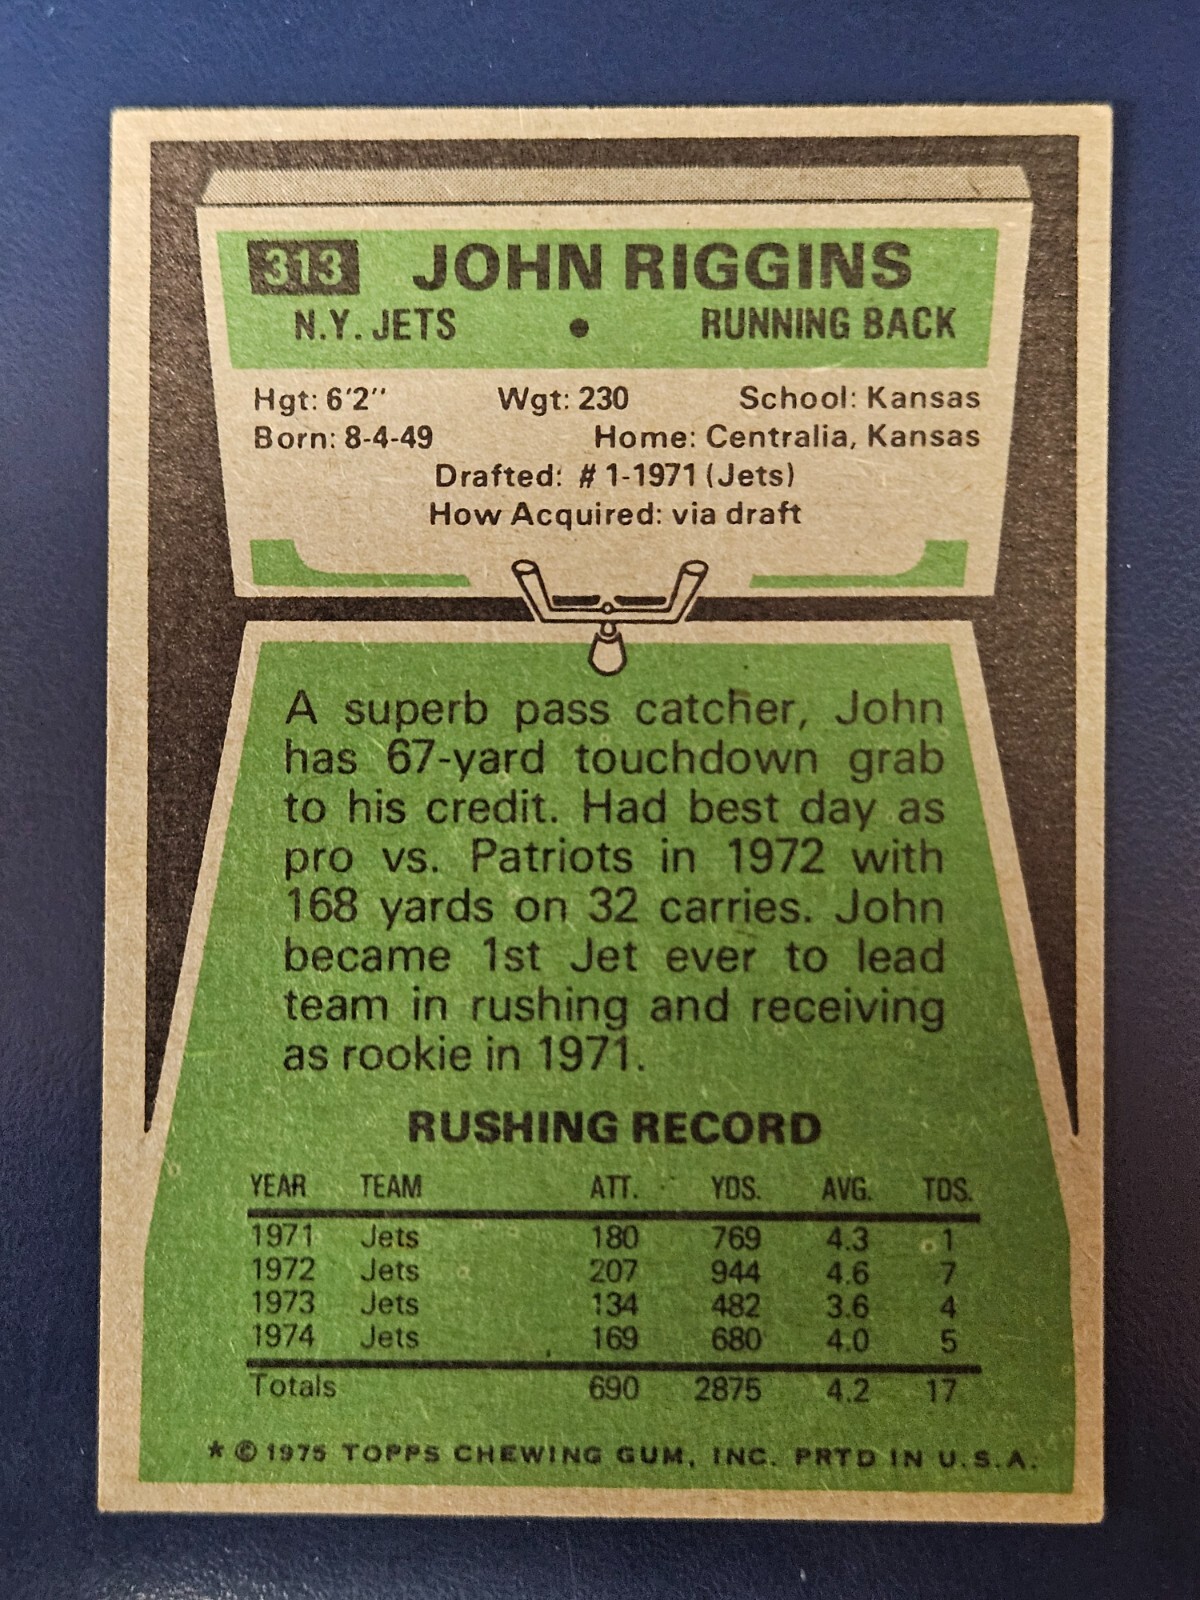 313 JOHN RIGGINS
N.Y. JETS • RUNNING BACK
Hgt: 6'2" Wgt: 230 School: Kansas
Born: 8-4-49 Home: Centralia, Kansas
Drafted: # 1-1971 (Jets)
How Acquired: via draft
A superb pass catcher, John
has 67-yard touchdown grab
to his credit. Had best day as
pro vs. Patriots in 1972 with
168 yards on 32 carries. John
became 1st Jet ever to lead
team in rushing and receiving
as rookie in 1971.
RUSHING RECORD
YEAR TEAM ATT. YDS. AVG. TDS.
1971 Jets 180 769 4.3 1
1972 Jets 207 944 4.6 7
1973 Jets 134 482 3.6 4
1974 Jets 169 680 4.0 5
Totals 690 2875 4.2 17
* © 1975 TOPPS CHEWING GUM, INC. PRTD IN U.S.A.